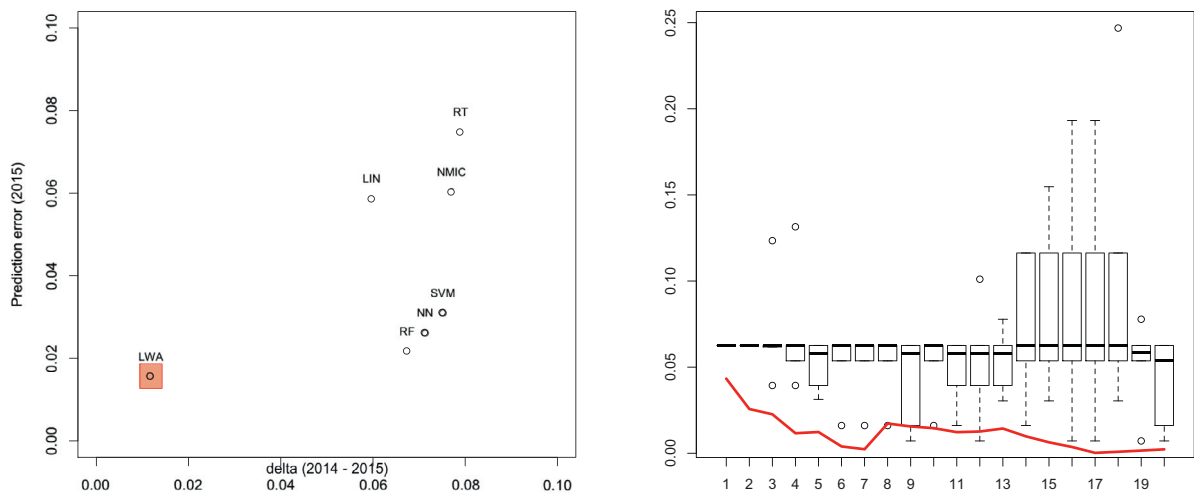 Prediction error (2015)
0.10
0.08
0.06
0.04
0.02
0.00
RT
LIN
NMIC
SVM
NN
RF
LWA
0.00 0.02 0.04 0.06 0.08 0.10
delta (2014 - 2015)
0.25
0.20
0.15
0.10
0.05
0.00
1 2 3 4 5 6 7 8 9 11 13 15 17 19